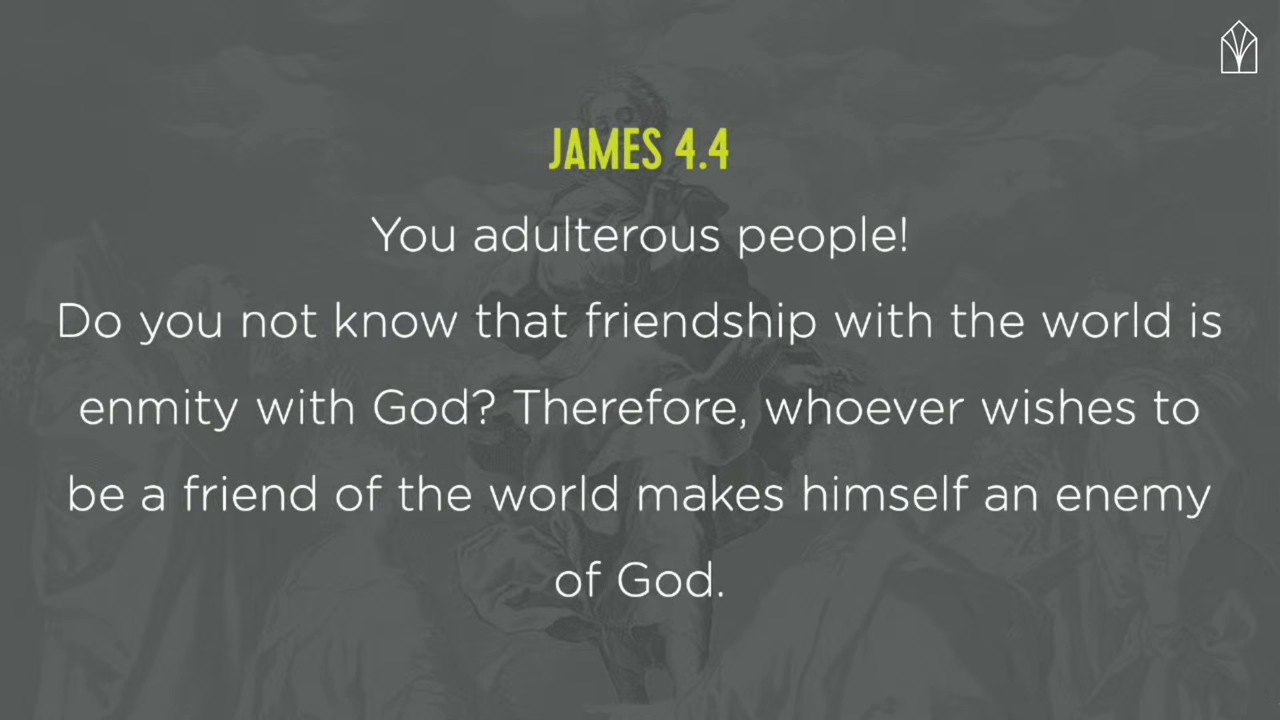 JAMES 4.4
You adulterous people!
Do you not know that friendship with the world is
enmity with God? Therefore, whoever wishes to
be a friend of the world makes himself an enemy
of God.